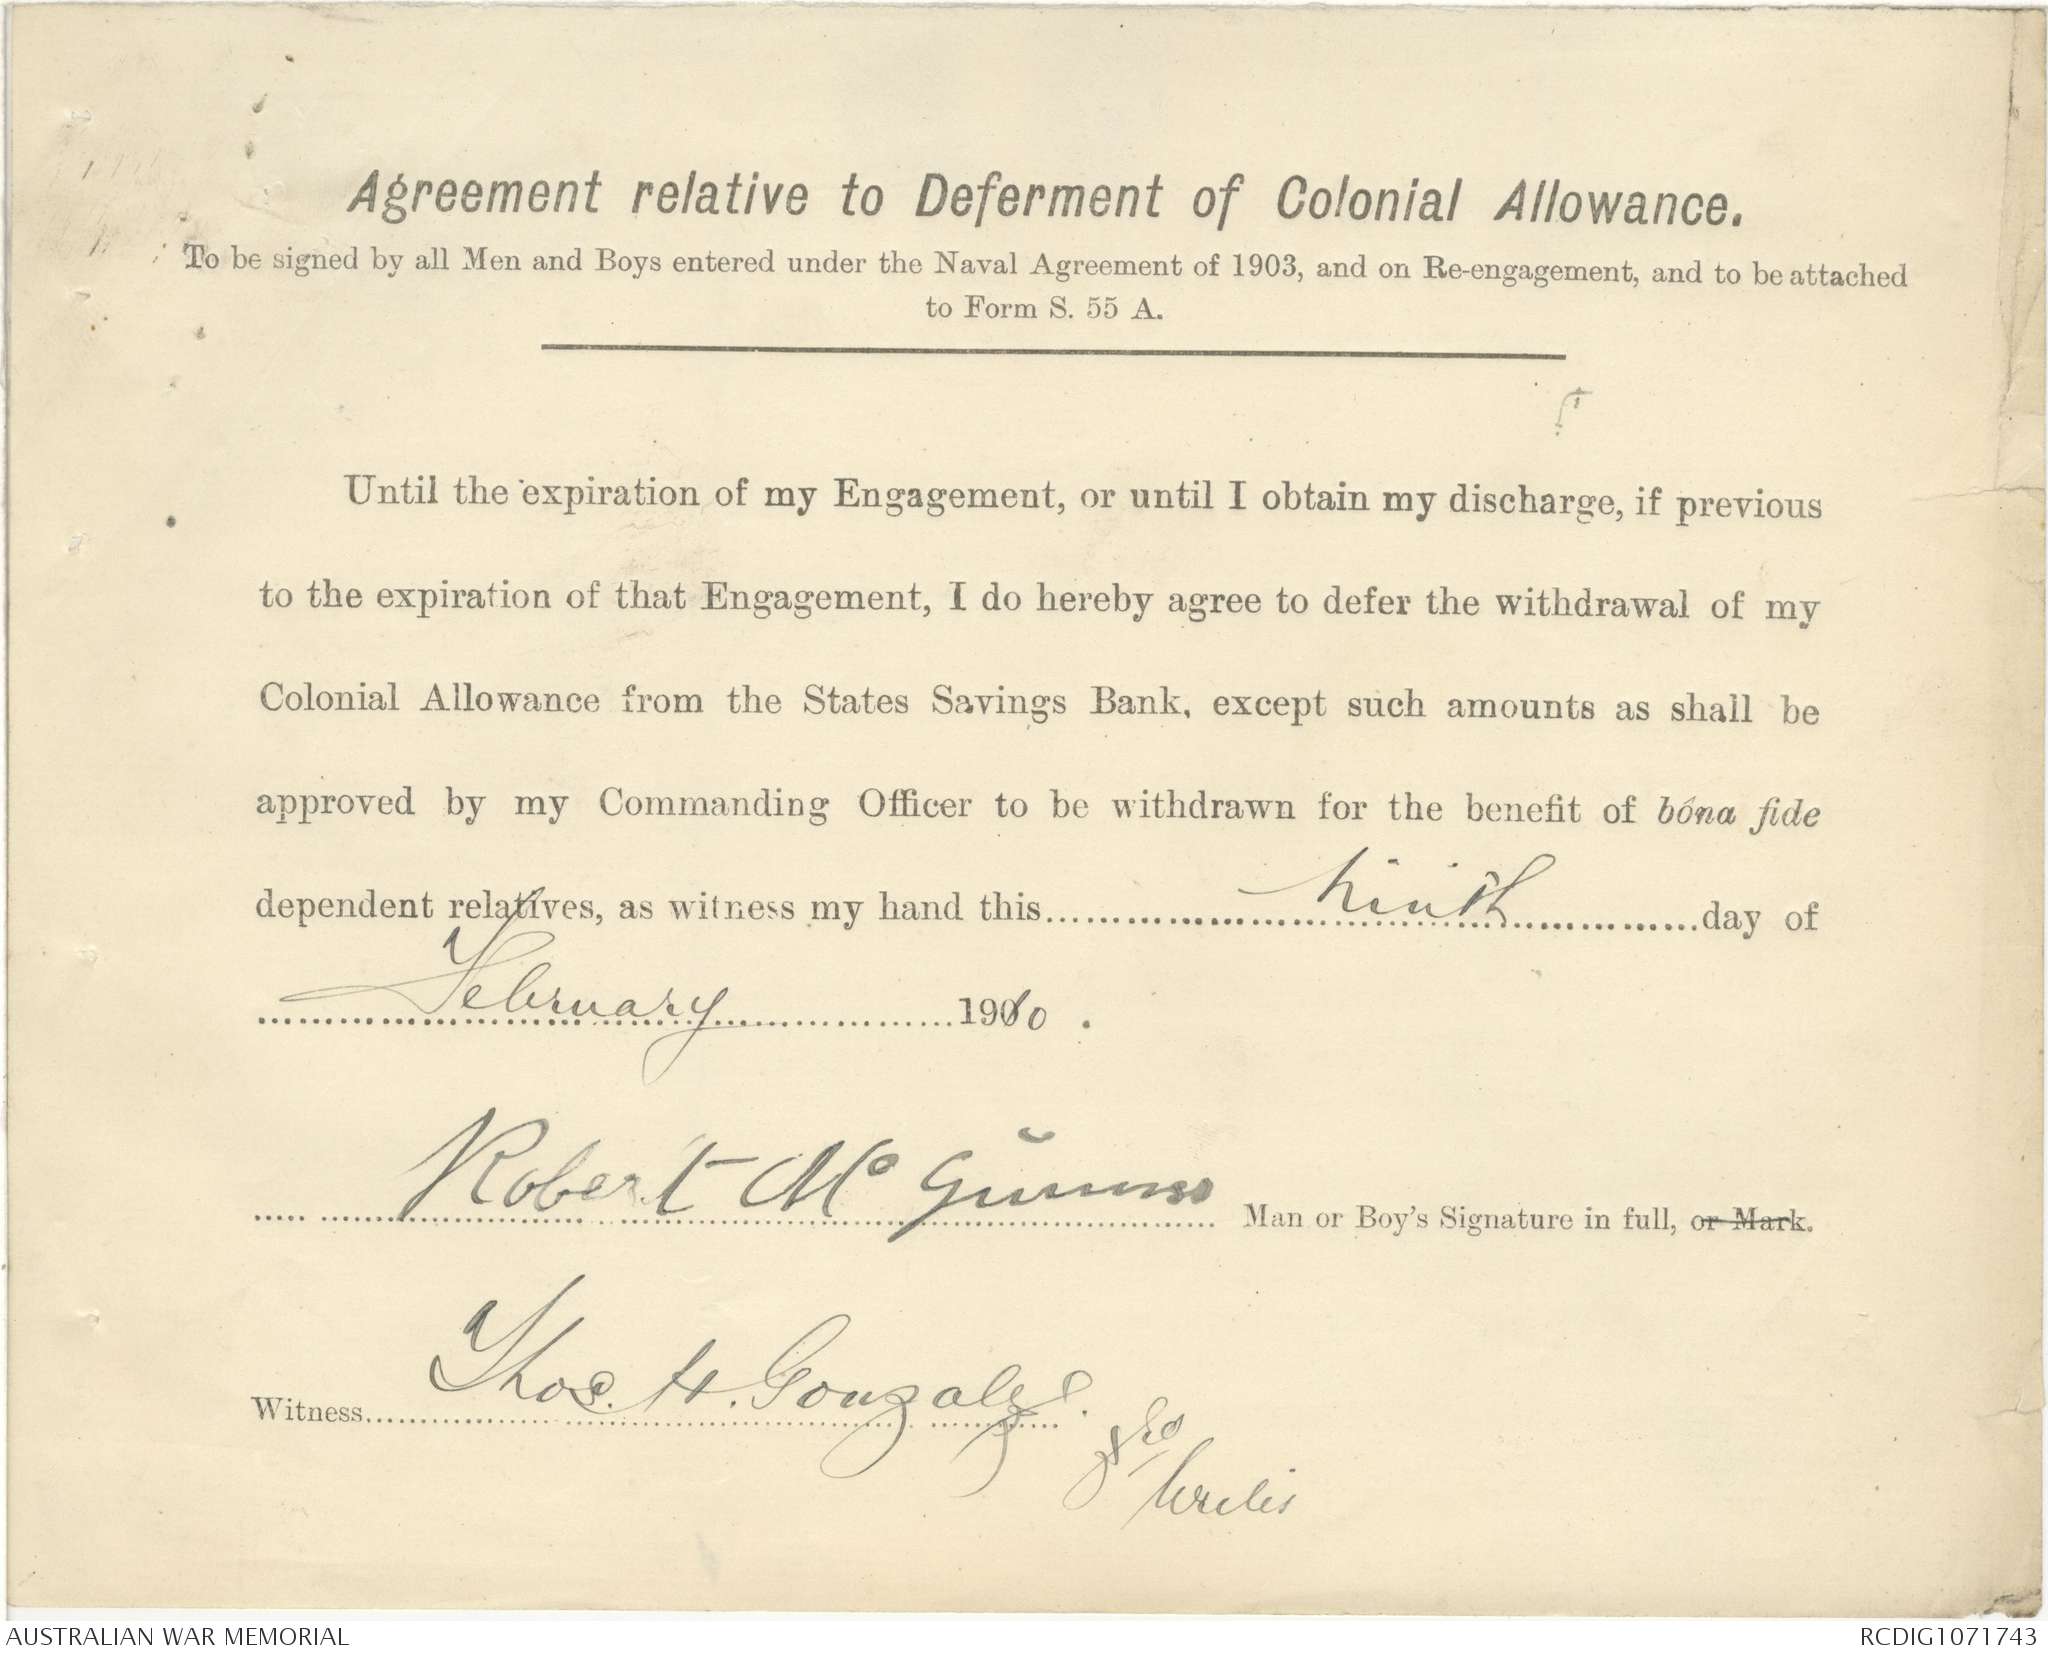 Agreement relative to Deferment of Colonial Allowance.
To be signed by all Men and Boys entered under the Naval Agreement of 1903, and on Re-engagement, and to be attached
to Form S. 55 A.
Until the expiration of my Engagement, or until I obtain my discharge, if previous
to the expiration of that Engagement, I do hereby agree to defer the withdrawal of my
Colonial Allowance from the States Savings Bank, except such amounts as shall be
approved by my Commanding Officer to be withdrawn for the benefit of bóna fide
dependent relatives, as witness my hand this ninth day of
February 1910.
Robert Mc Man or Boy's Signature in full, or Mark.
Witness Thos. H. Gonzalez.
AUSTRALIAN WAR MEMORIAL
RCDIG1071743